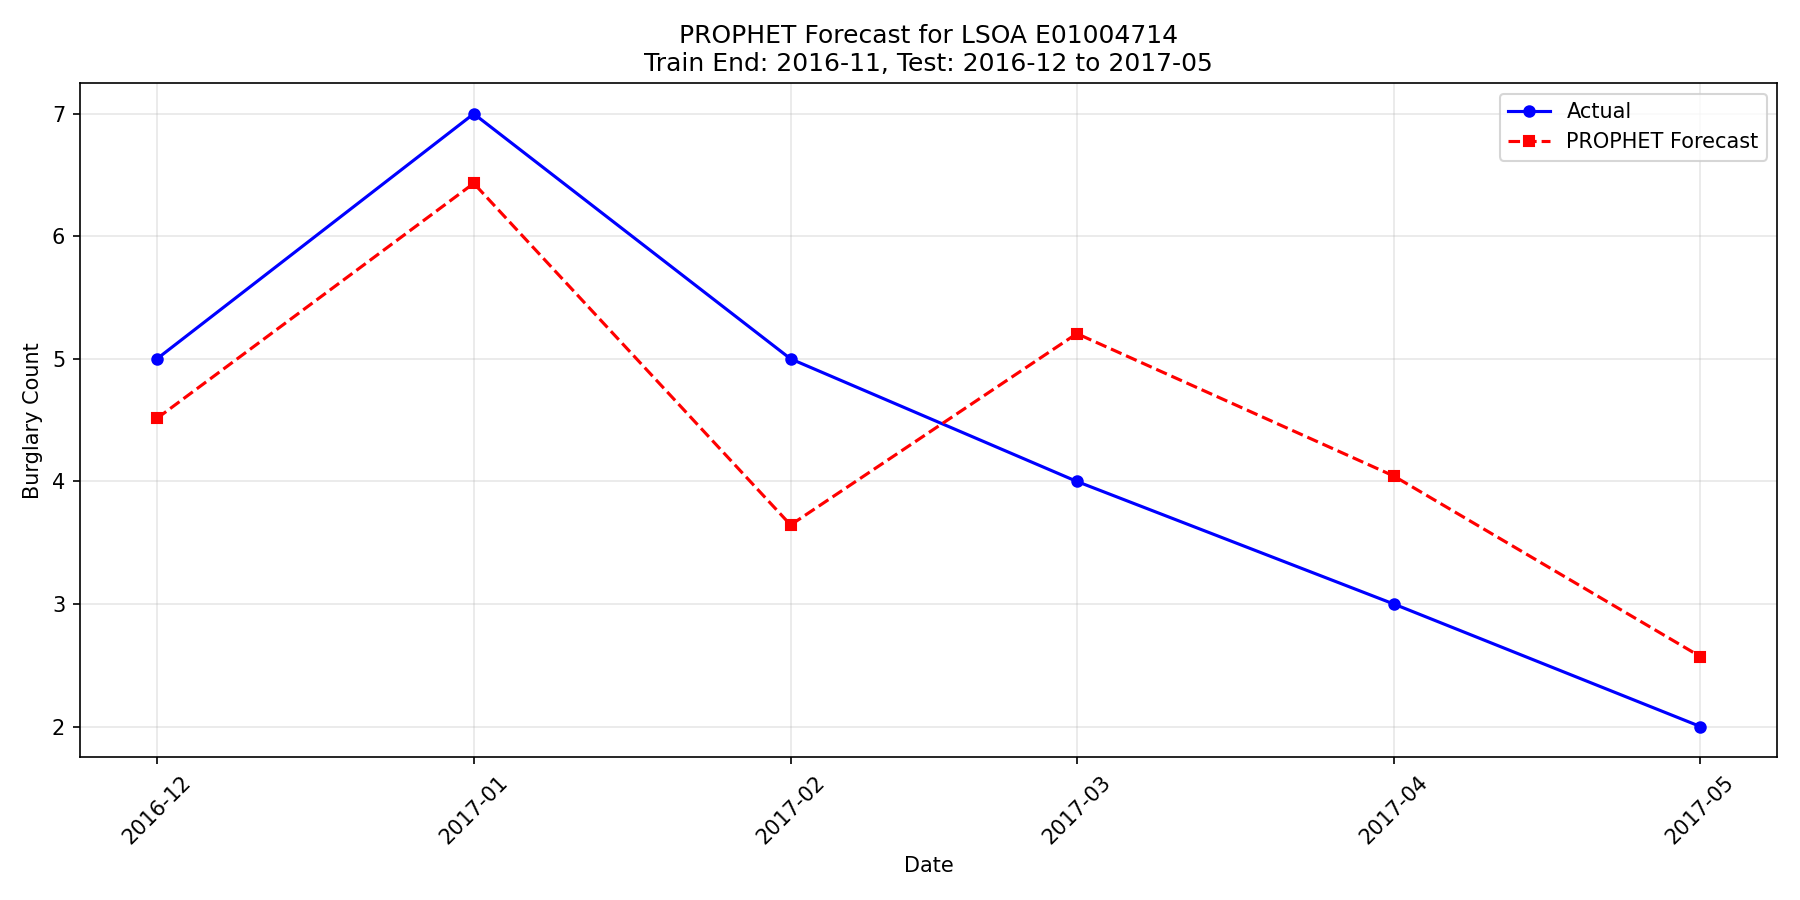 PROPHET Forecast for LSOA E01004714
Train End: 2016-11, Test: 2016-12 to 2017-05
Actual
PROPHET Forecast
Burglary Count
7
6
5
4
3
2
2016-12
2017-01
2017-02
2017-03
2017-04
2017-05
Date